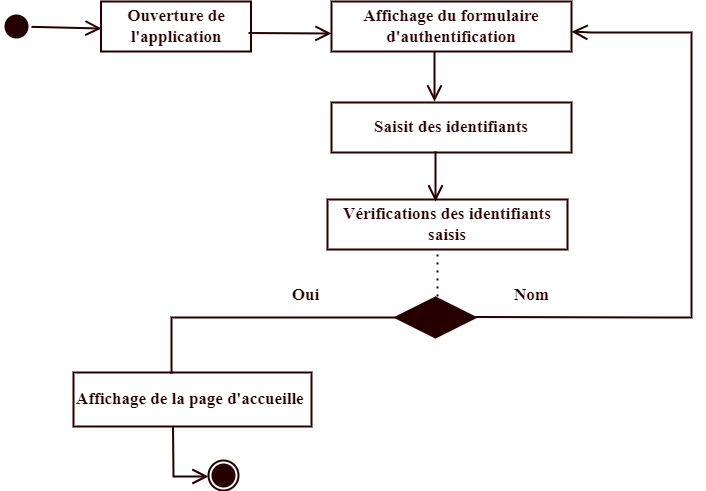 Ouverture de
l'application
Affichage du formulaire
d'authentification
Saisit des identifiants
Vérifications des identifiants
saisis
Oui
Nom
Affichage de la page d'accueille